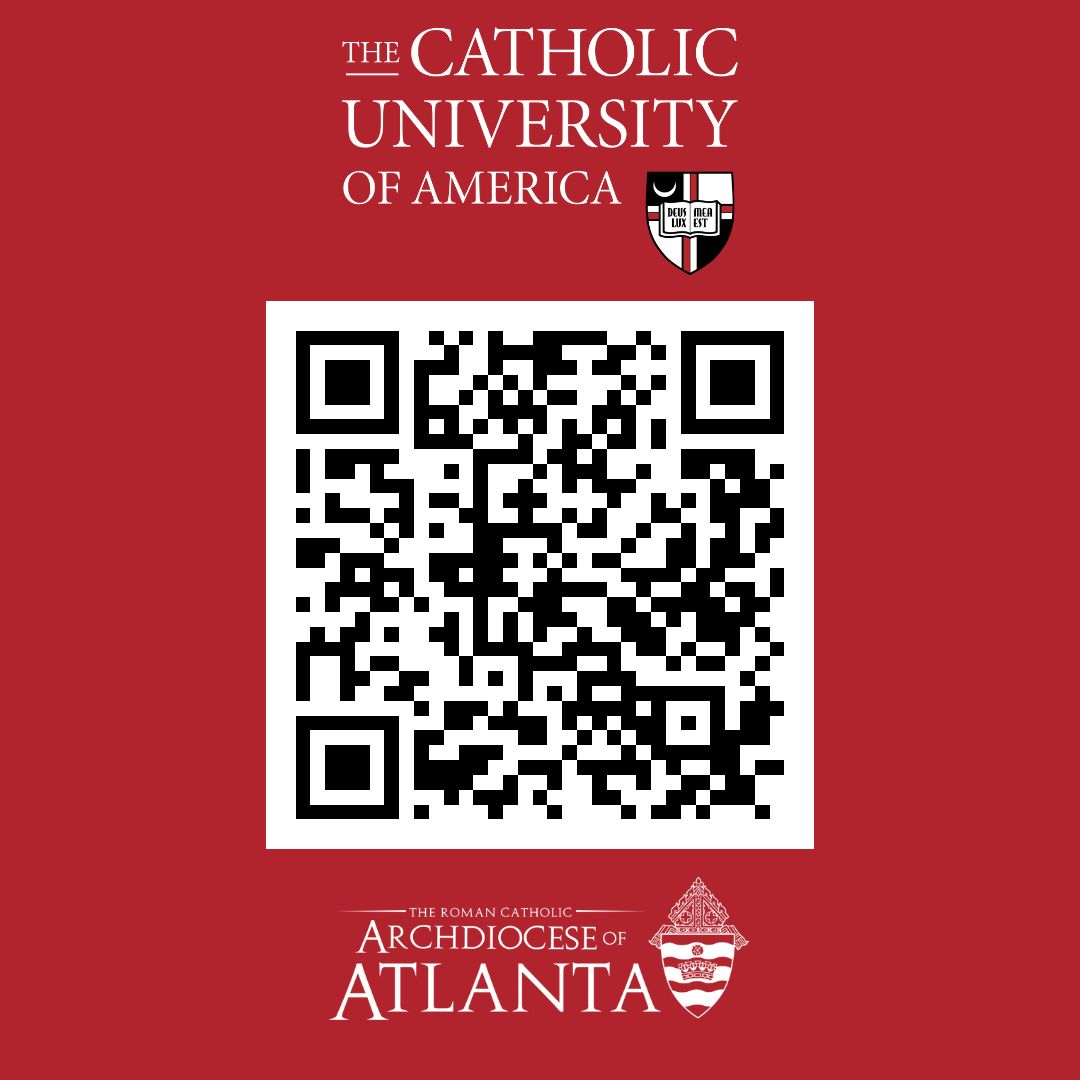 THE CATHOLIC
UNIVERSITY
OF AMERICA
DEUS MEA
LUX EST
THE ROMAN CATHOLIC
ARCHDIOCESE OF
ATLANTA